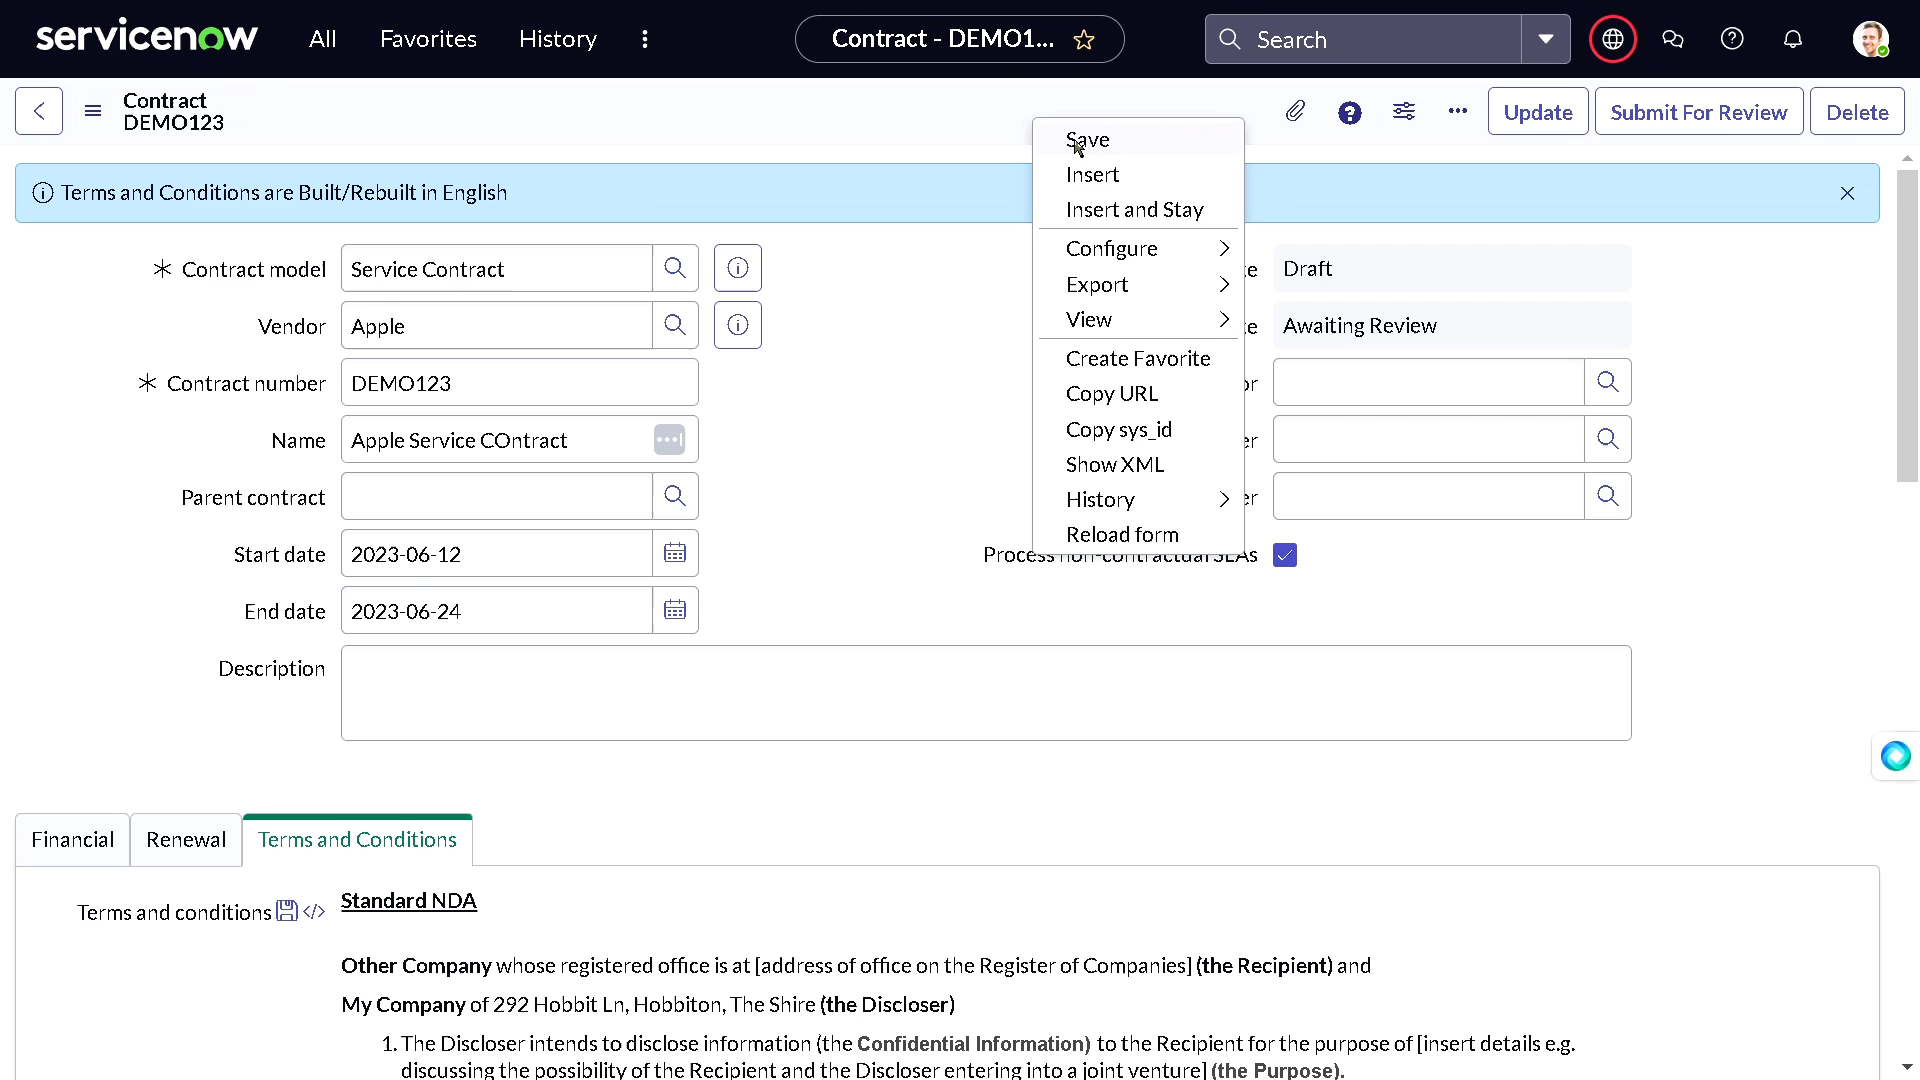 servicenow All Favorites History Contract - DEMO1... Search
Contract
DEMO123
Update Submit For Review Delete
Terms and Conditions are Built/Rebuilt in English
Save
Insert
Insert and Stay
Configure
Export
View
Create Favorite
Copy URL
Copy sys_id
Show XML
History
Reload form
Contract model Service Contract
Vendor Apple
Contract number DEMO123
Name Apple Service COntract
Parent contract
Start date 2023-06-12
End date 2023-06-24
Description
Draft
Awaiting Review
Process non-contractual SLAs
Financial Renewal Terms and Conditions
Terms and conditions
Standard NDA
Other Company whose registered office is at [address of office on the Register of Companies] (the Recipient) and
My Company of 292 Hobbit Ln, Hobbiton, The Shire (the Discloser)
1. The Discloser intends to disclose information (the Confidential Information) to the Recipient for the purpose of [insert details e.g.
discussing the possibility of the Recipient and the Discloser entering into a joint venture] (the Purpose).